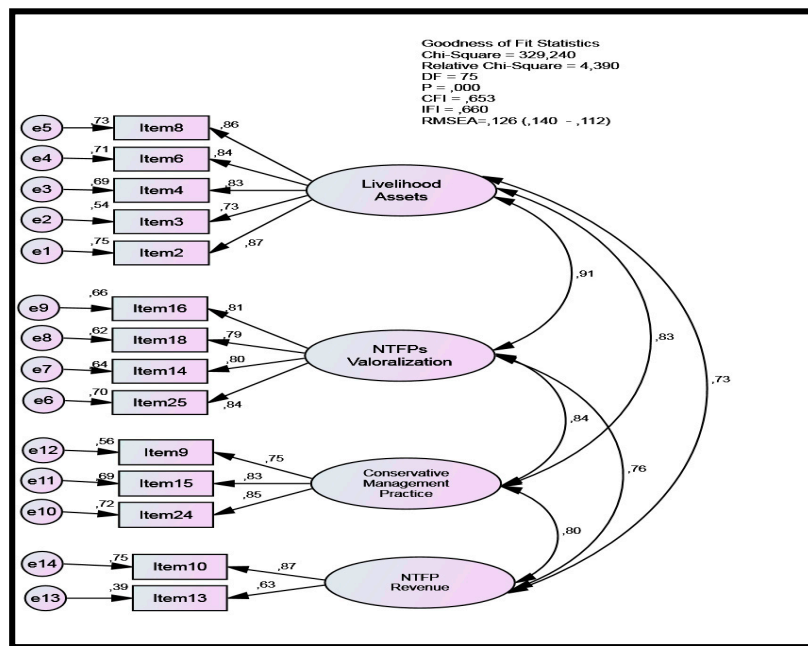 Goodness of Fit Statistics
Chi-Square = 329,240
Relative Chi-Square = 4,390
DF = 75
P = ,000
CFI = ,653
IFI = ,660
RMSEA=,126 (,140 - ,112)
e5 ,73 Item8 ,86
e4 ,71 Item6 ,84
e3 ,69 Item4 ,83
e2 ,54 Item3 ,73
e1 ,75 Item2 ,87
Livelihood
Assets
,91
,83
,73
e9 ,66 Item16 ,81
e8 ,62 Item18 ,79
e7 ,64 Item14 ,80
e6 ,70 Item25 ,84
NTFPs
Valoralization
,84
,76
e12 ,56 Item9 ,75
e11 ,69 Item15 ,83
e10 ,72 Item24 ,85
Conservative
Management
Practice
,80
e14 ,75 Item10 ,87
e13 ,39 Item13 ,63
NTFP
Revenue